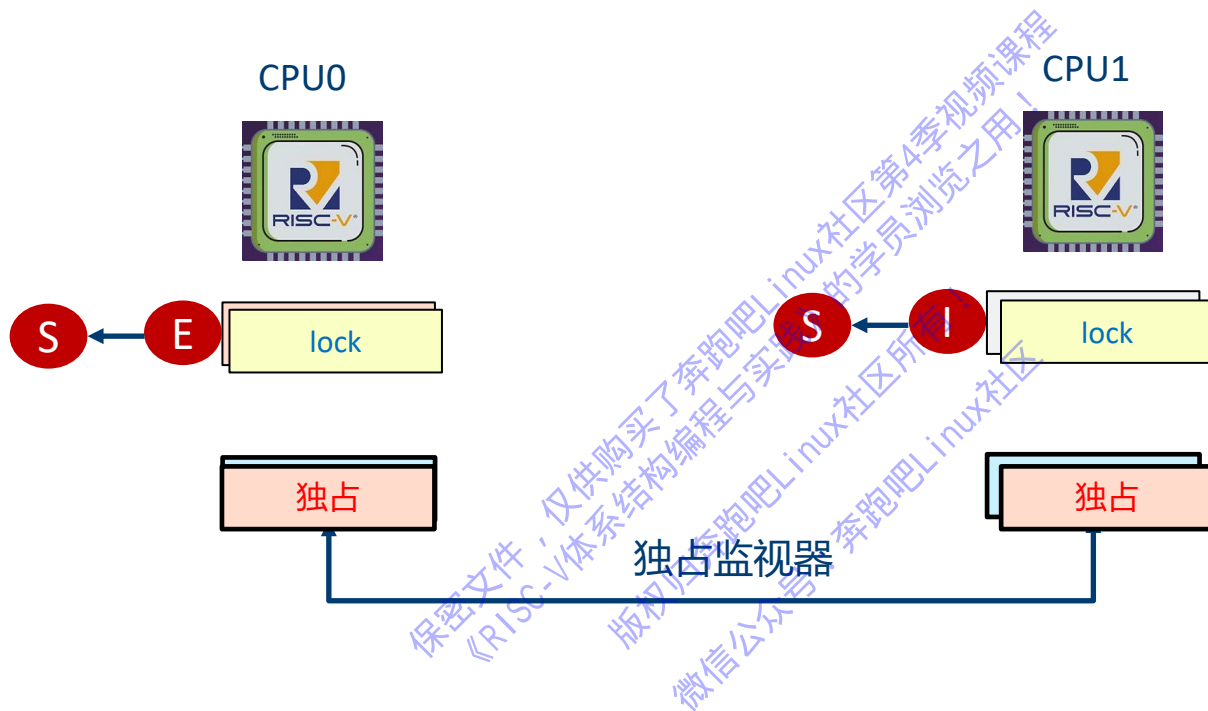 CPU0
CPU1
RISC-V
RISC-V
S
E
lock
S
I
lock
独占
独占
独占监视器
保密文件，仅供购买了奔跑吧Linux社区第4季视频课程
《RISC-V体系结构编程与实践》的学员浏览之用！
版权归奔跑吧Linux社区所有！
微信公众号：奔跑吧Linux社区